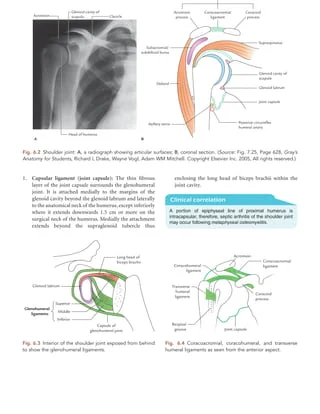 Acromion
Glenoid cavity of
scapula
Clavicle
Head of humerus
A
Acromion
process
Coracoacromial
ligament
Coracoid
process
Subacromial/
subdeltoid bursa
Supraspinatus
Deltoid
Glenoid cavity of
scapula
Glenoid labrum
Joint capsule
Axillary nerve
Posterior circumflex
humeral artery
B
Fig. 6.2 Shoulder joint: A, a radiograph showing articular surfaces; B, coronal section. (Source: Fig. 7.25, Page 628, Gray's
Anatomy for Students, Richard L Drake, Wayne Vogl, Adam WM Mitchell. Copyright Elsevier Inc. 2005, All rights reserved.)
1. Capsular ligament (joint capsule): The thin fibrous
layer of the joint capsule surrounds the glenohumeral
joint. It is attached medially to the margins of the
glenoid cavity beyond the glenoid labrum and laterally
to the anatomical neck of the humerus, except inferiorly
where it extends downwards 1.5 cm or more on the
surgical neck of the humerus. Medially the attachment
extends beyond the supraglenoid tubercle thus
enclosing the long head of biceps brachii within the
joint cavity.
Clinical correlation
A portion of epiphyseal line of proximal humerus is
intracapsular, therefore, septic arthritis of the shoulder joint
may occur following metaphyseal osteomyelitis.
Long head of
biceps brachii
Glenoid labrum
Glenohumeral
ligaments
Superior
Middle
Inferior
Capsule of
glenohumeral joint
Fig. 6.3 Interior of the shoulder joint exposed from behind
to show the glenohumeral ligaments.
Acromion
Coracoacromial
ligament
Coracohumeral
ligament
Transverse
humeral
ligament
Coracoid
process
Bicipital
groove
Joint capsule
Fig. 6.4 Coracoacromial, coracohumeral, and transverse
humeral ligaments as seen from the anterior aspect.